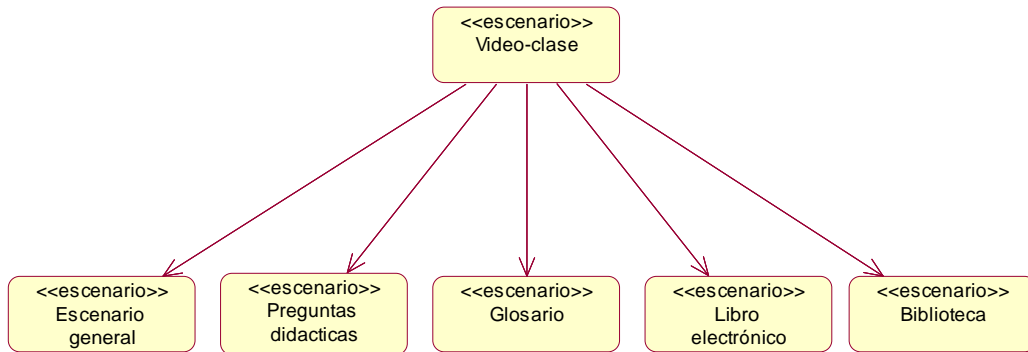 <<escenario>>
Video-clase
<<escenario>>
Escenario
general
<<escenario>>
Preguntas
didacticas
<<escenario>>
Glosario
<<escenario>>
Libro
electrónico
<<escenario>>
Biblioteca